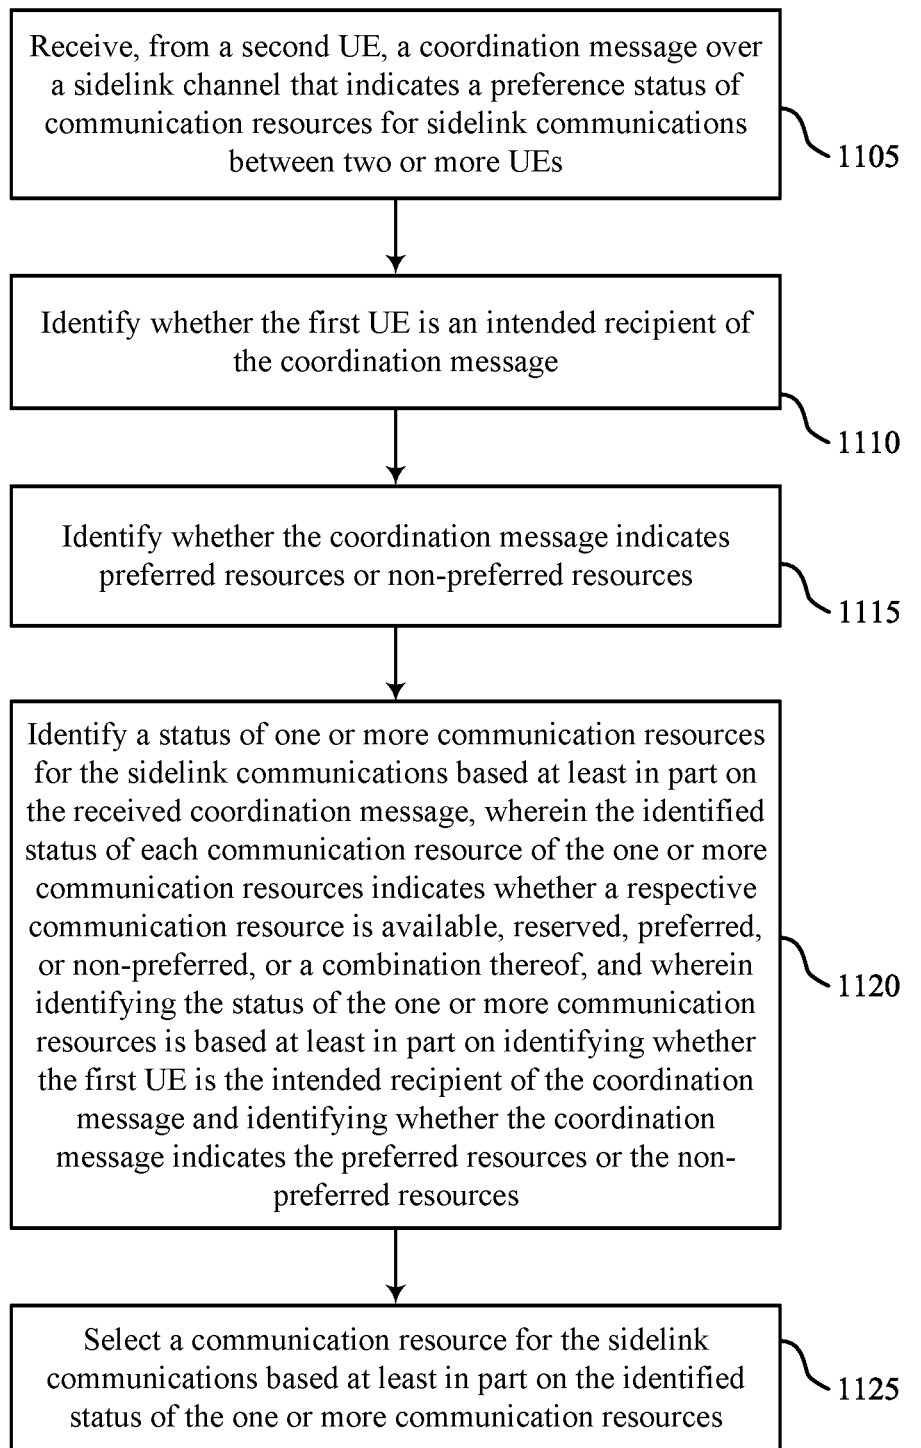 Receive, from a second UE, a coordination message over
a sidelink channel that indicates a preference status of
communication resources for sidelink communications
between two or more UEs
1105
Identify whether the first UE is an intended recipient of
the coordination message
1110
Identify whether the coordination message indicates
preferred resources or non-preferred resources
1115
Identify a status of one or more communication resources
for the sidelink communications based at least in part on
the received coordination message, wherein the identified
status of each communication resource of the one or more
communication resources indicates whether a respective
communication resource is available, reserved, preferred,
or non-preferred, or a combination thereof, and wherein
identifying the status of the one or more communication
resources is based at least in part on identifying whether
the first UE is the intended recipient of the coordination
message and identifying whether the coordination
message indicates the preferred resources or the non-
preferred resources
1120
Select a communication resource for the sidelink
communications based at least in part on the identified
status of the one or more communication resources
1125